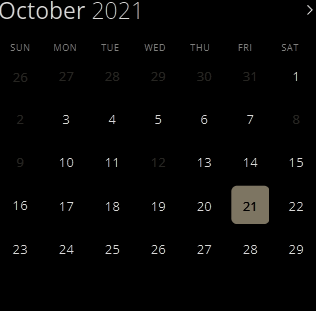 October 2021
SUN MON TUE WED THU FRI SAT
26 27 28 29 30 31 1
2 3 4 5 6 7 8
9 10 11 12 13 14 15
16 17 18 19 20 21 22
23 24 25 26 27 28 29